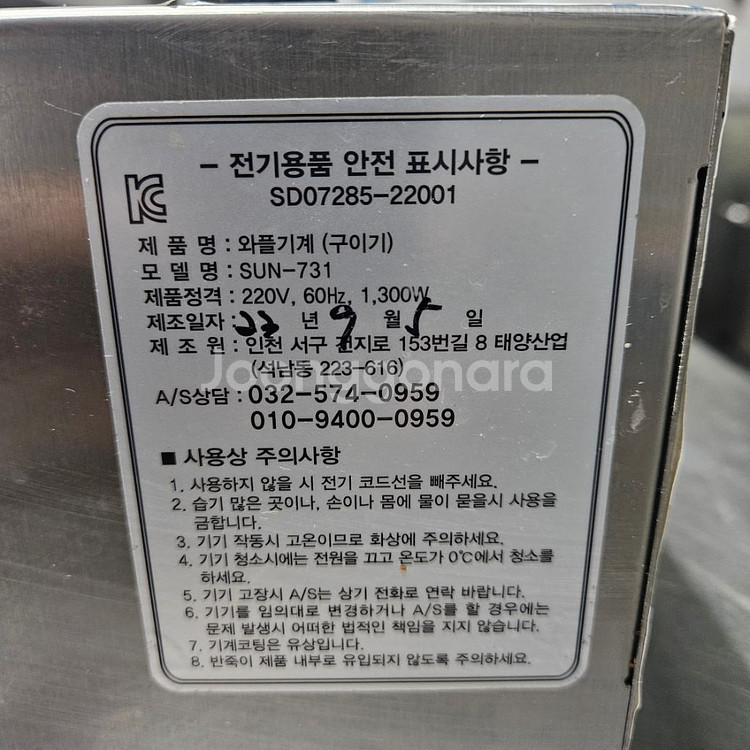 - 전기용품 안전 표시사항 -
SD07285-22001
제 품 명 : 와플기계 (구이기)
모 델 명 : SUN-731
제품정격 : 220V, 60Hz, 1,300W
제조일자 : 23 년 9 월 5 일
제 조 원 : 인천 서구 건지로 153번길 8 태양산업
(석남동 223-616)
Joonggonara
A/S상담 : 032-574-0959
010-9400-0959
■ 사용상 주의사항
1. 사용하지 않을 시 전기 코드선을 빼주세요.
2. 습기 많은 곳이나, 손이나 몸에 물이 묻을시 사용을
금합니다.
3. 기기 작동시 고온이므로 화상에 주의하세요.
4. 기기 청소시에는 전원을 끄고 온도가 0℃에서 청소를
하세요.
5. 기기 고장시 A/S는 상기 전화로 연락 바랍니다.
6. 기기를 임의대로 변경하거나 A/S를 할 경우에는
문제 발생시 어떠한 법적인 책임을 지지 않습니다.
7. 기계코팅은 유상입니다.
8. 반죽이 제품 내부로 유입되지 않도록 주의하세요.